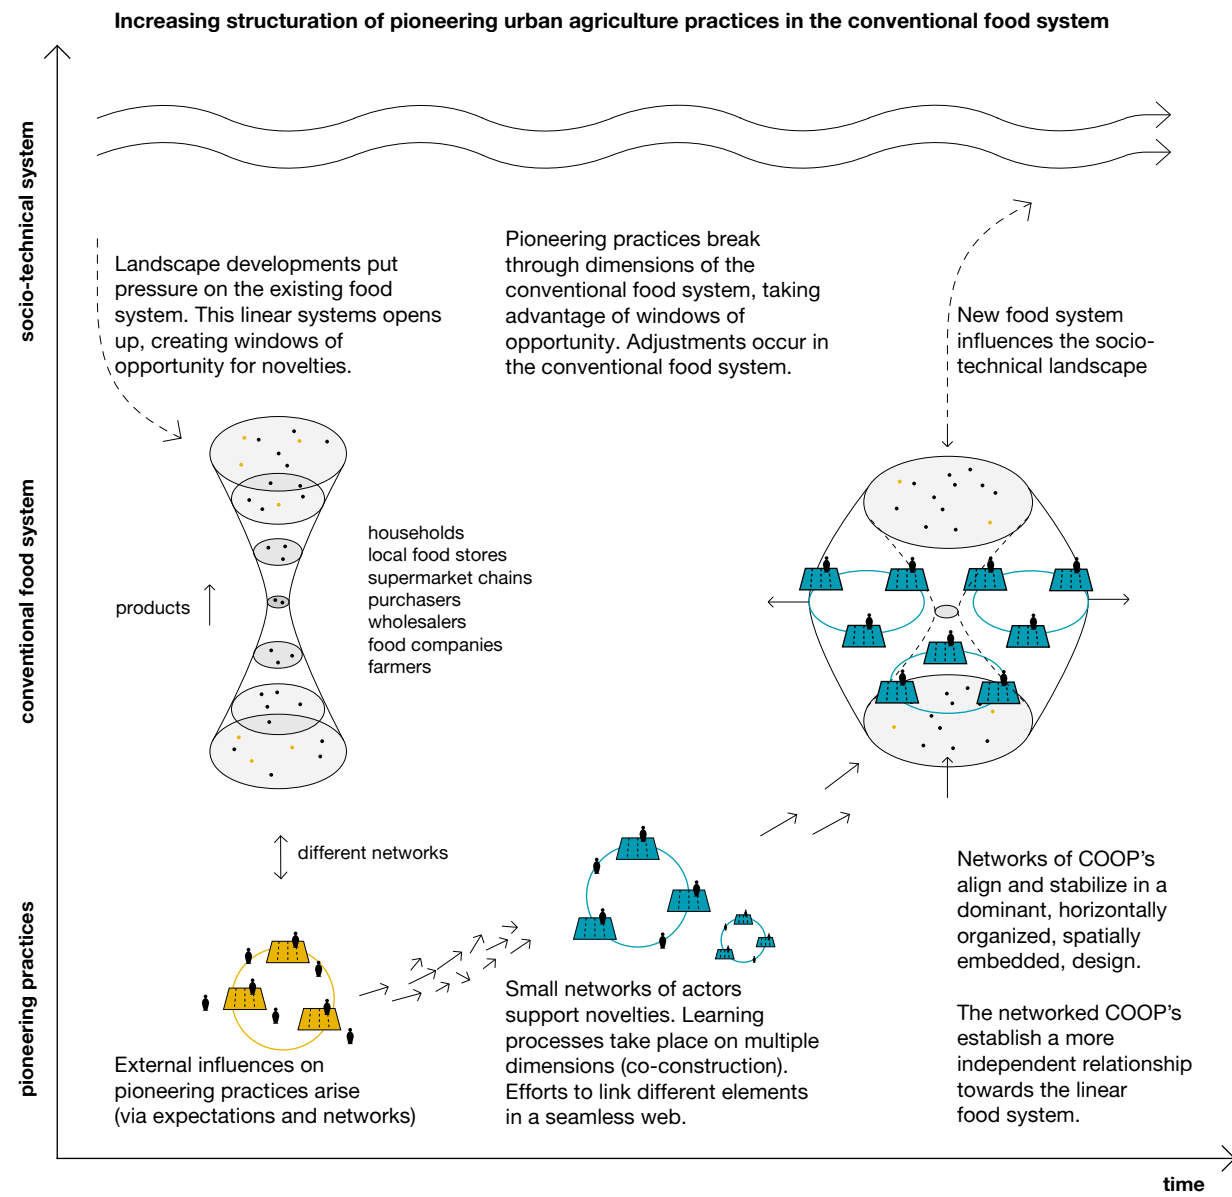 Increasing structuration of pioneering urban agriculture practices in the conventional food system
socio-technical system
Landscape developments put
pressure on the existing food
system. This linear systems opens
up, creating windows of
opportunity for novelties.
Pioneering practices break
through dimensions of the
conventional food system, taking
advantage of windows of
opportunity. Adjustments occur in
the conventional food system.
New food system
influences the socio-
technical landscape
conventional food system
products
households
local food stores
supermarket chains
purchasers
wholesalers
food companies
farmers
different networks
pioneering practices
External influences on
pioneering practices arise
(via expectations and networks)
Small networks of actors
support novelties. Learning
processes take place on multiple
dimensions (co-construction).
Efforts to link different elements
in a seamless web.
Networks of COOP's
align and stabilize in a
dominant, horizontally
organized, spatially
embedded, design.
The networked COOP's
establish a more
independent relationship
towards the linear
food system.
time